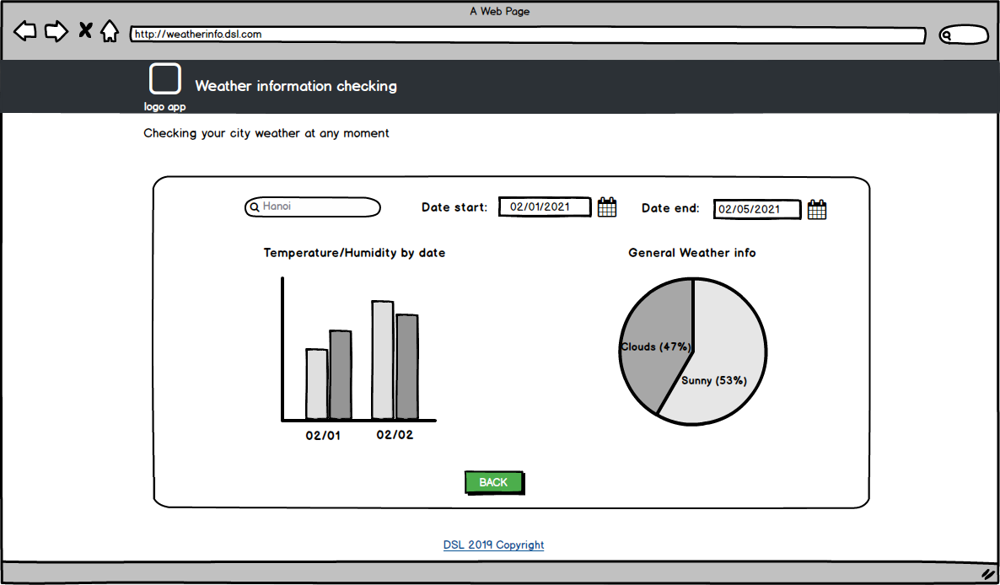 A Web Page
http://weatherinfo.dsl.com
Weather information checking
logo app
Checking your city weather at any moment
Hanoi
Date start:
02/01/2021
Date end:
02/05/2021
Temperature/Humidity by date
General Weather info
Clouds (47%)
Sunny (53%)
02/01
02/02
BACK
DSL 2019 Copyright